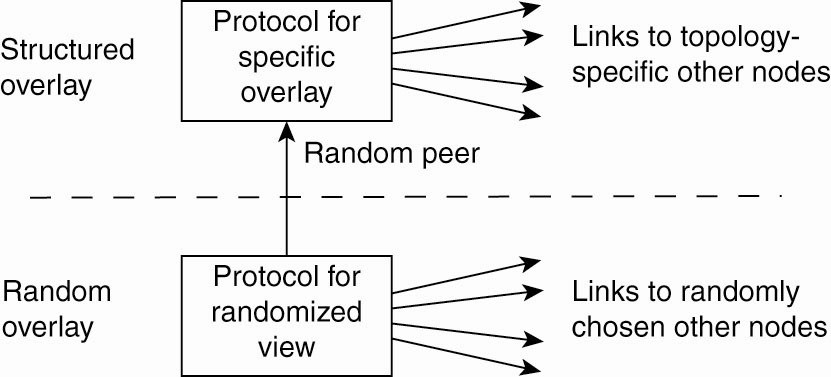 Structured
overlay
Protocol for
specific
overlay
Links to topology-
specific other nodes
Random peer
Random
overlay
Protocol for
randomized
view
Links to randomly
chosen other nodes